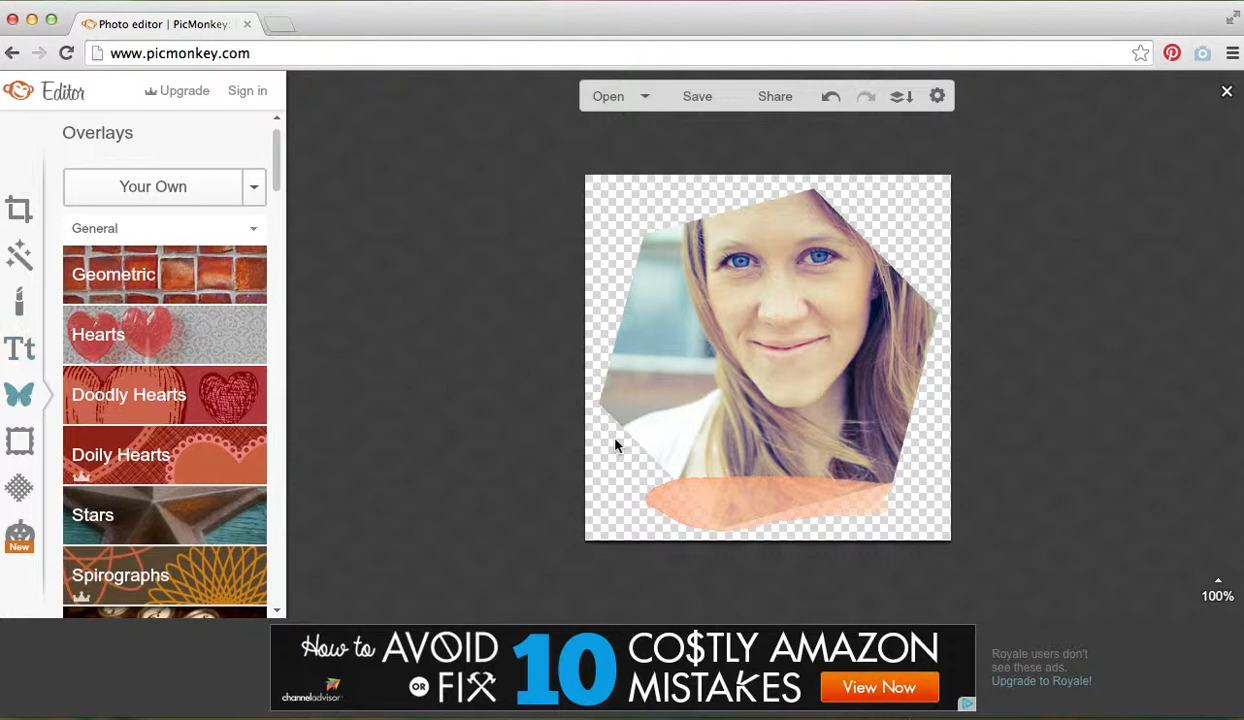 Photo editor | PicMonkey:
www.picmonkey.com
Editor
Upgrade
Sign in
Open
Save
Share
Overlays
Your Own
General
Geometric
Hearts
Doodly Hearts
Doily Hearts
Stars
Spirographs
Tt
New
100%
How to AVOID OR FIX 10 CO$TLY AMAZON MISTAKES
channeladvisor
View Now
Royale users don't
see these ads.
Upgrade to Royale!